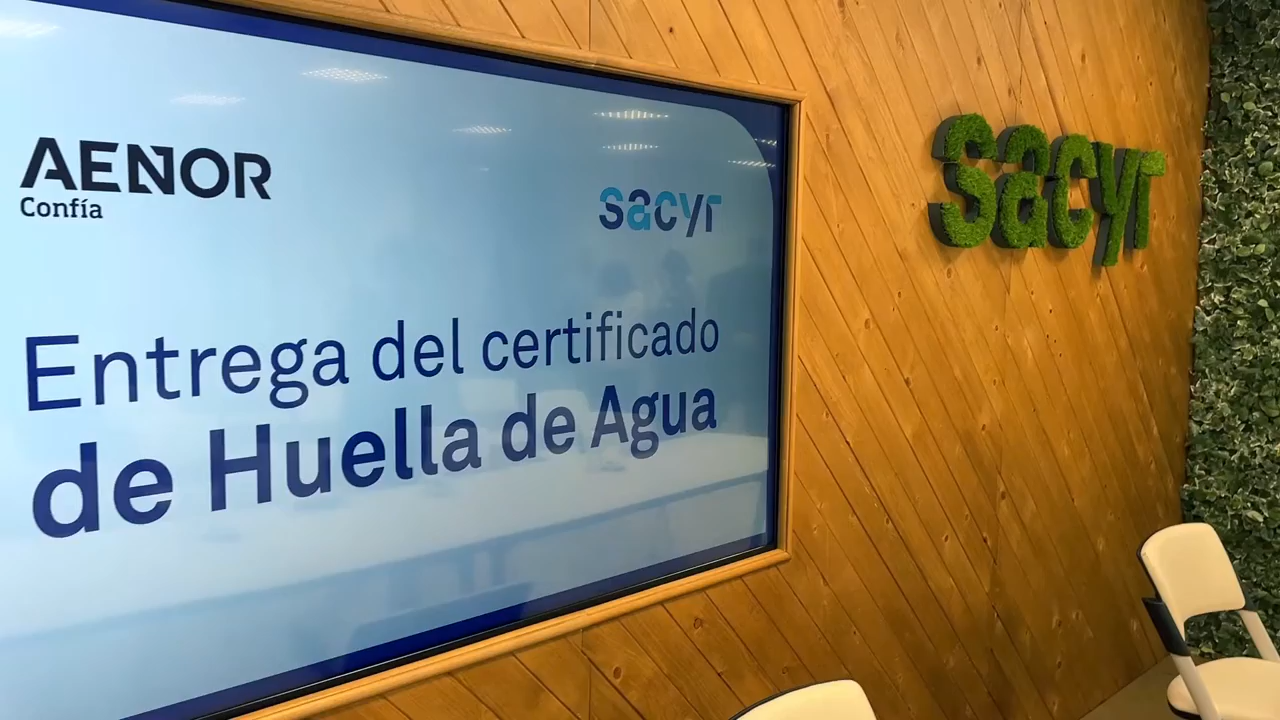 AENOR
Confía
sacyr
Entrega del certificado
de Huella de Agua
sacyr